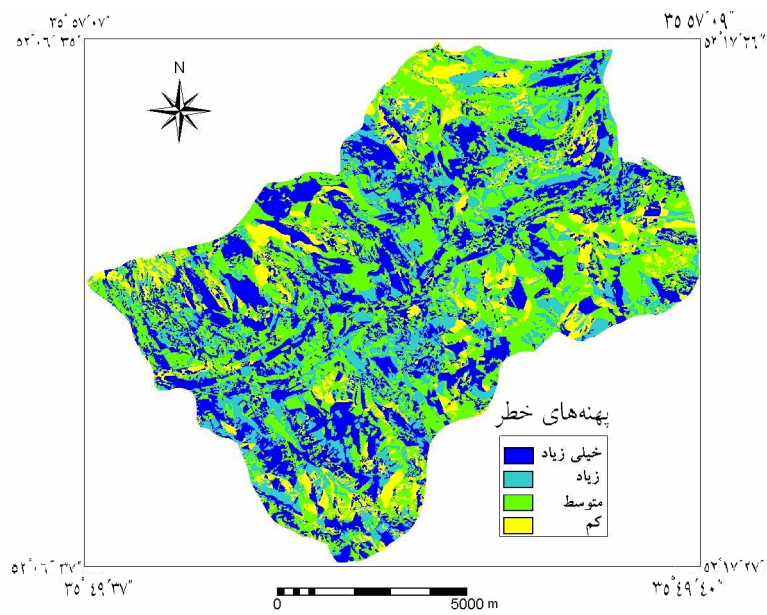 ۳۵° ۵۷′ ۰۷″
۳۵ ۵۷′ ۰۹″
۵۲° ۰۶′ ۳۵″
۵۲° ۱۷′ ۲۶″
N
پهنه‌های خطر
خیلی زیاد
زیاد
متوسط
کم
۵۲° ۰۶′ ۳۷″
۵۲° ۱۷′ ۲۷″
۳۵° ۴۹′ ۳۷″
۳۵° ۴۹′ ۴۰″
0 5000 m